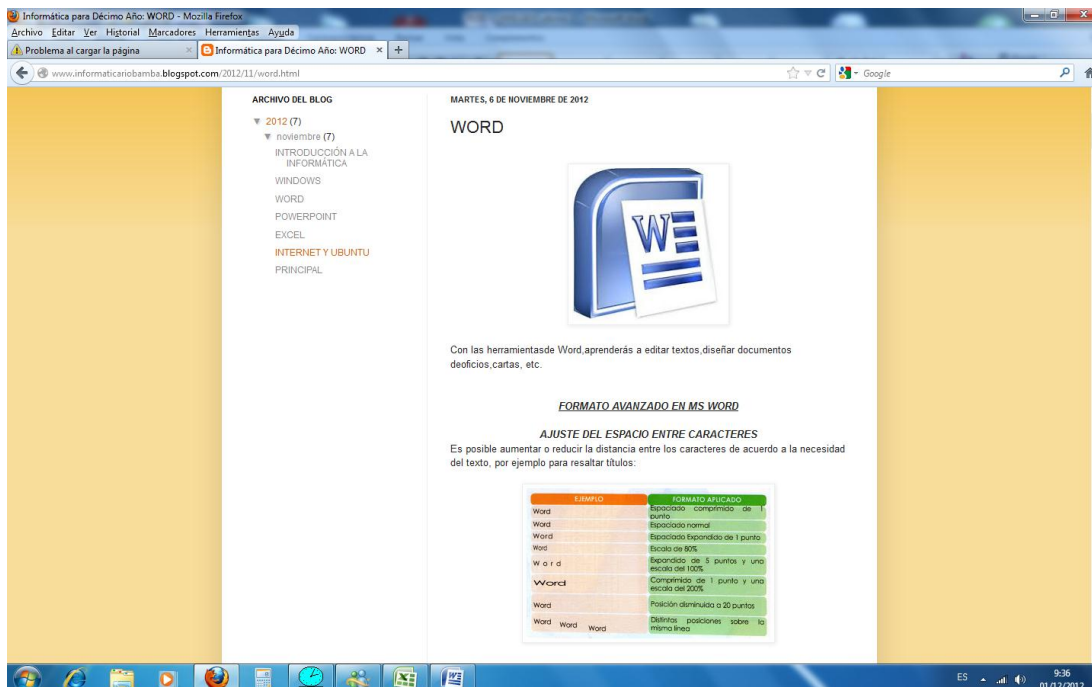 Informática para Décimo Año: WORD - Mozilla Firefox
Archivo Editar Ver Historial Marcadores Herramientas Ayuda
Problema al cargar la página
Informática para Décimo Año: WORD
www.informaticariobamba.blogspot.com/2012/11/word.html
Google
ARCHIVO DEL BLOG
▼ 2012 (7)
▼ noviembre (7)
INTRODUCCIÓN A LA
INFORMÁTICA
WINDOWS
WORD
POWERPOINT
EXCEL
INTERNET Y UBUNTU
PRINCIPAL
MARTES, 6 DE NOVIEMBRE DE 2012
WORD
W
Con las herramientasde Word,aprenderás a editar textos,diseñar documentos
deoficios,cartas, etc.
FORMATO AVANZADO EN MS WORD
AJUSTE DEL ESPACIO ENTRE CARACTERES
Es posible aumentar o reducir la distancia entre los caracteres de acuerdo a la necesidad
del texto, por ejemplo para resaltar títulos:
EJEMPLO FORMATO APLICADO
Word Espaciado comprimido de 1
punto
Word Espaciado normal
Word Espaciado Expandido de 1 punto
Word Escala de 80%
Word Expandido de 5 puntos y una
escala del 100%
Word Comprimido de 1 punto y una
escala del 200%
Word Posición disminuida a 20 puntos
Word Word Word Distintos posiciones sobre la
misma línea
ES
9:36
01/12/2012